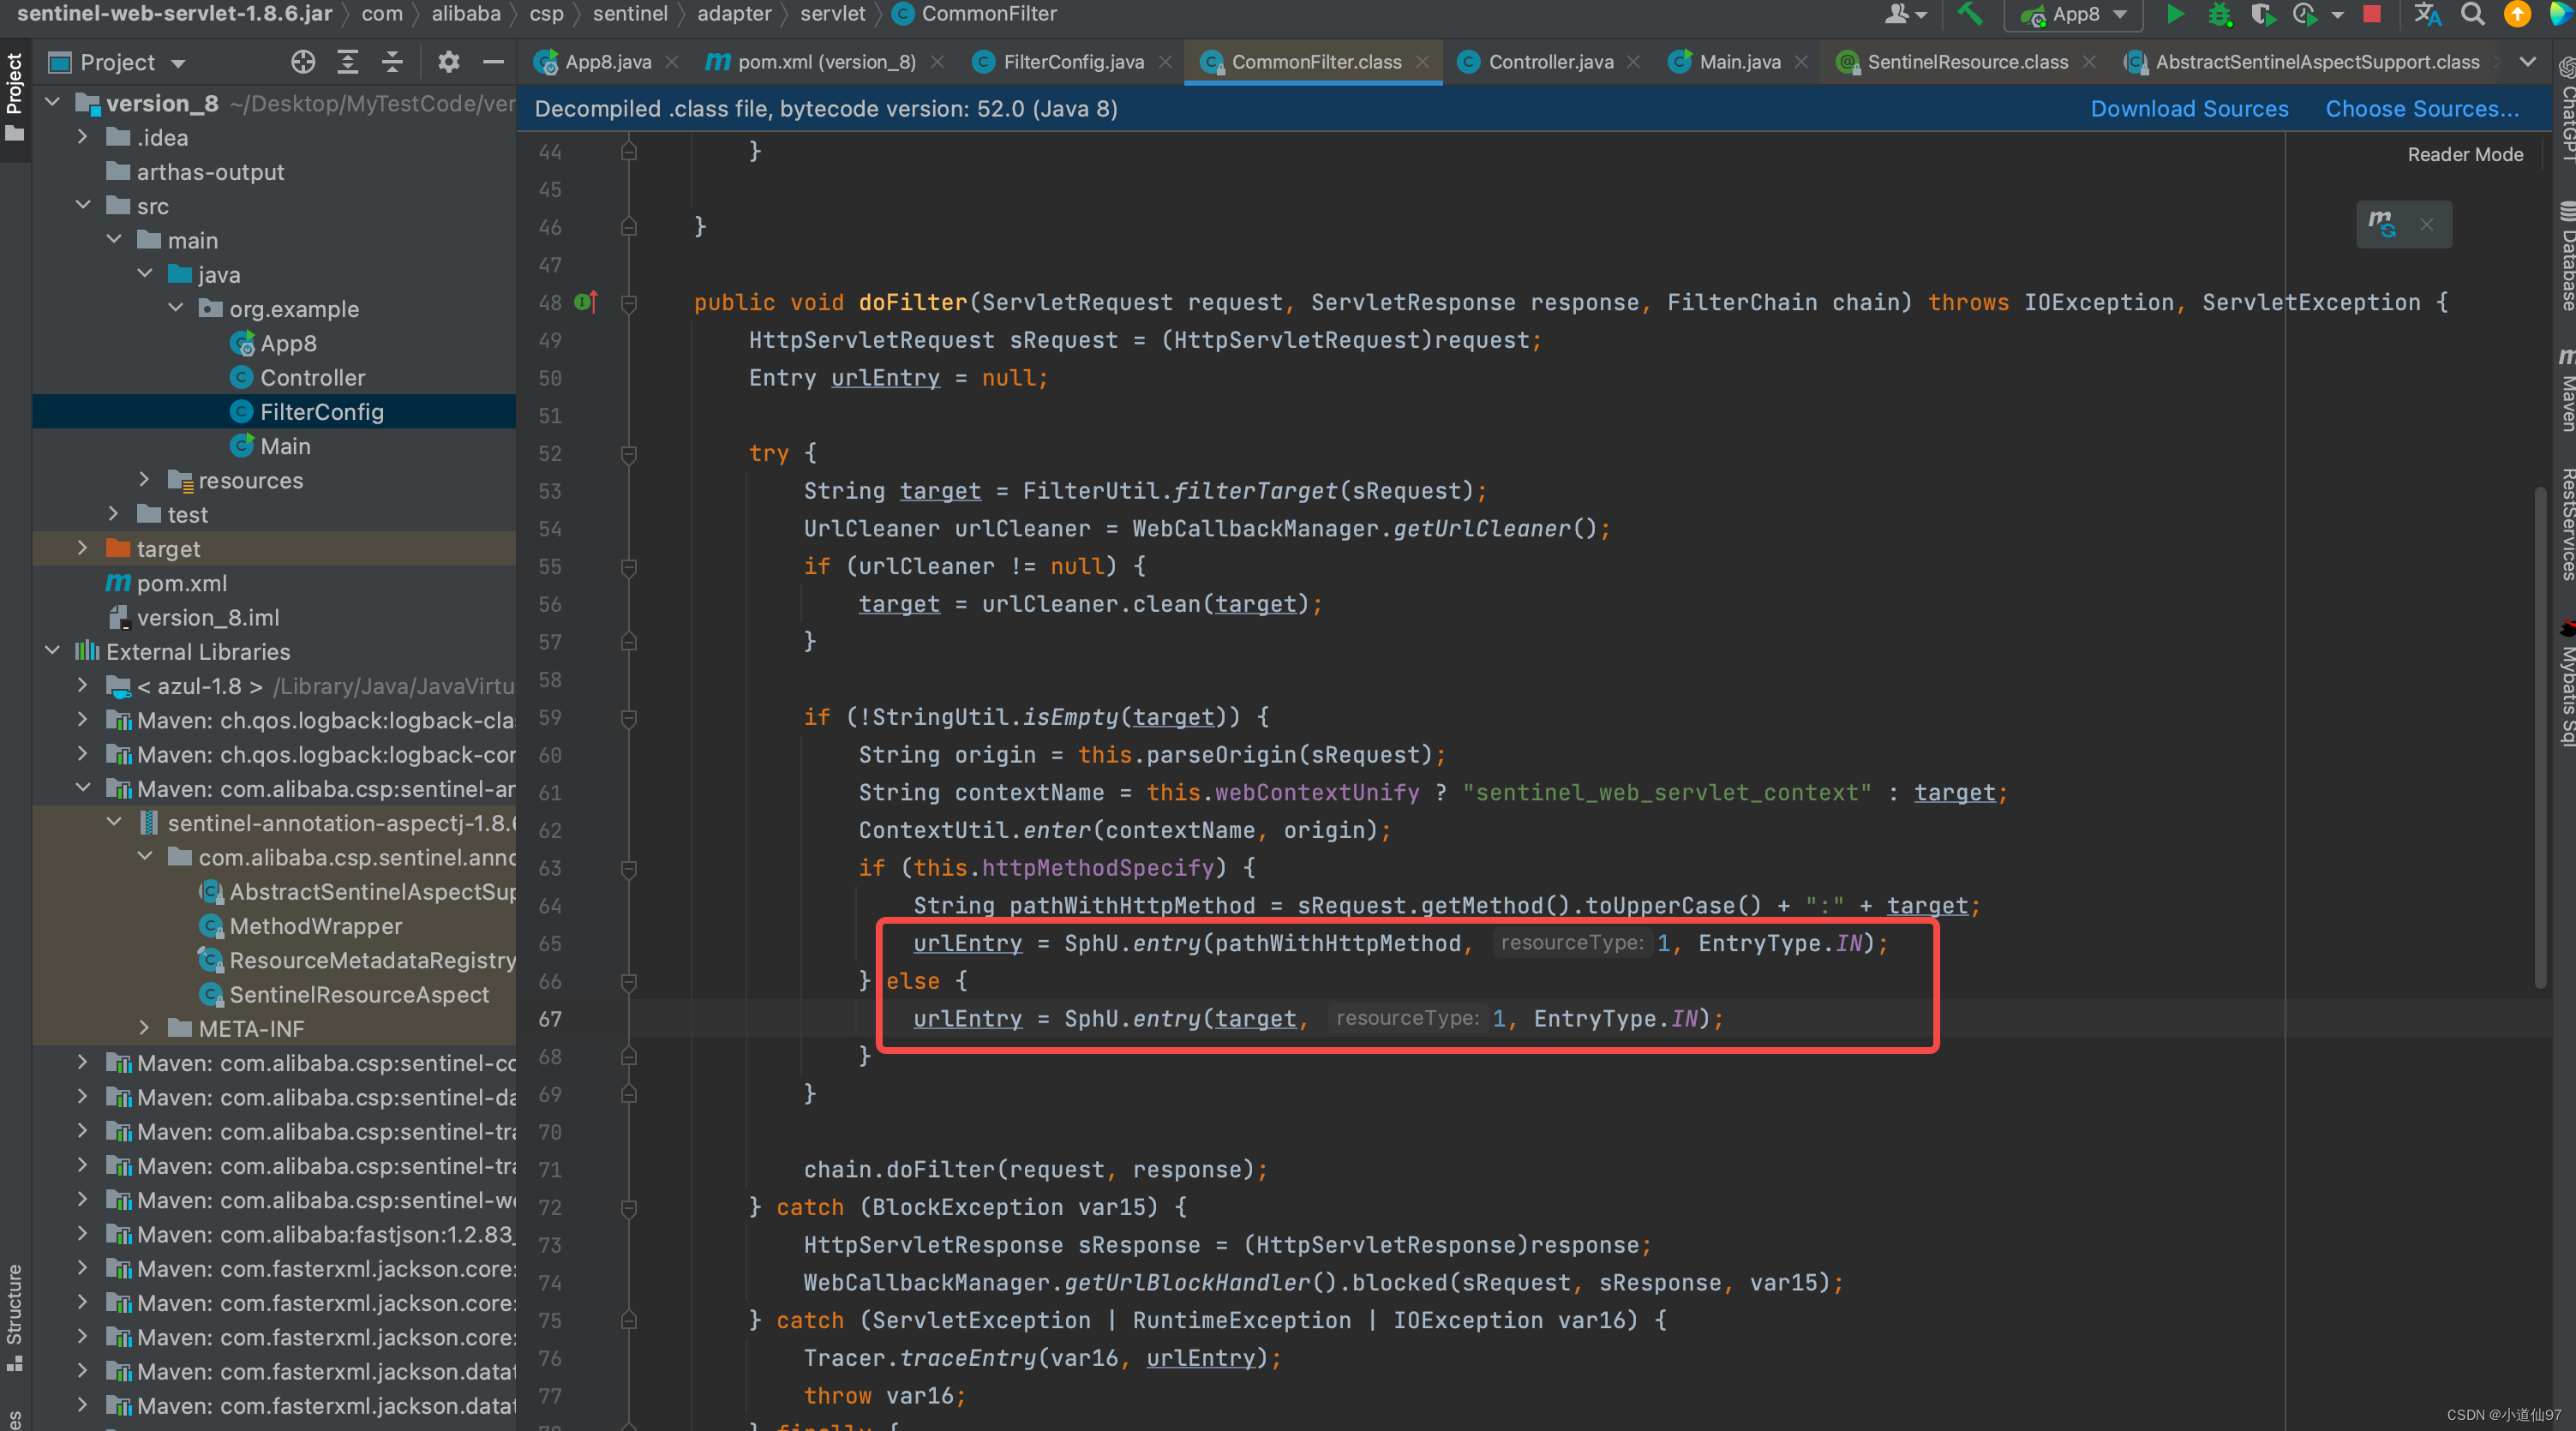 sentinel-web-servlet-1.8.6.jar com alibaba csp sentinel adapter servlet CommonFilter App8
Project
App8.java pom.xml (version_8) FilterConfig.java CommonFilter.class Controller.java Main.java SentinelResource.class AbstractSentinelAspectSupport.class
Decompiled .class file, bytecode version: 52.0 (Java 8) Download Sources Choose Sources...
Reader Mode
Project
Structure
version_8 ~/Desktop/MyTestCode/ver
.idea
arthas-output
src
main
java
org.example
App8
Controller
FilterConfig
Main
resources
test
target
pom.xml
version_8.iml
External Libraries
< azul-1.8 > /Library/Java/JavaVirtu
Maven: ch.qos.logback:logback-cla
Maven: ch.qos.logback:logback-cor
Maven: com.alibaba.csp:sentinel-an
sentinel-annotation-aspectj-1.8.6
com.alibaba.csp.sentinel.anno
AbstractSentinelAspectSup
MethodWrapper
ResourceMetadataRegistry
SentinelResourceAspect
META-INF
Maven: com.alibaba.csp:sentinel-co
Maven: com.alibaba.csp:sentinel-da
Maven: com.alibaba.csp:sentinel-tra
Maven: com.alibaba.csp:sentinel-tra
Maven: com.alibaba.csp:sentinel-we
Maven: com.alibaba:fastjson:1.2.83_
Maven: com.fasterxml.jackson.core:
Maven: com.fasterxml.jackson.core:
Maven: com.fasterxml.jackson.core:
Maven: com.fasterxml.jackson.datat
Maven: com.fasterxml.jackson.datat
44 }
45
46 }
47
48 public void doFilter(ServletRequest request, ServletResponse response, FilterChain chain) throws IOException, ServletException {
49 HttpServletRequest sRequest = (HttpServletRequest)request;
50 Entry urlEntry = null;
51
52 try {
53 String target = FilterUtil.filterTarget(sRequest);
54 UrlCleaner urlCleaner = WebCallbackManager.getUrlCleaner();
55 if (urlCleaner != null) {
56 target = urlCleaner.clean(target);
57 }
58
59 if (!StringUtil.isEmpty(target)) {
60 String origin = this.parseOrigin(sRequest);
61 String contextName = this.webContextUnify ? "sentinel_web_servlet_context" : target;
62 ContextUtil.enter(contextName, origin);
63 if (this.httpMethodSpecify) {
64 String pathWithHttpMethod = sRequest.getMethod().toUpperCase() + ":" + target;
65 urlEntry = SphU.entry(pathWithHttpMethod, resourceType: 1, EntryType.IN);
66 } else {
67 urlEntry = SphU.entry(target, resourceType: 1, EntryType.IN);
68 }
69 }
70
71 chain.doFilter(request, response);
72 } catch (BlockException var15) {
73 HttpServletResponse sResponse = (HttpServletResponse)response;
74 WebCallbackManager.getUrlBlockHandler().blocked(sRequest, sResponse, var15);
75 } catch (ServletException | RuntimeException | IOException var16) {
76 Tracer.traceEntry(var16, urlEntry);
77 throw var16;
} finally {
ChatGPT
Database
Maven
RestServices
Mybatis Sql
CSDN @小道仙97